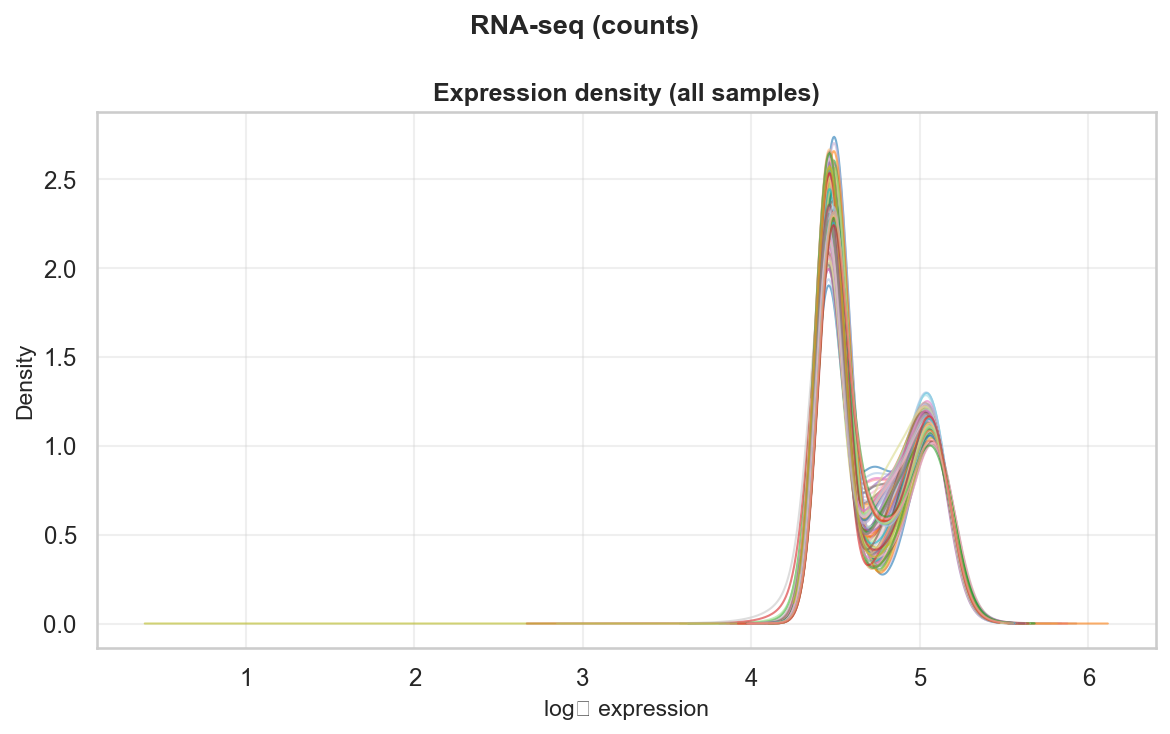 RNA-seq (counts)
Expression density (all samples)
2.5
2.0
1.5
1.0
0.5
0.0
Density
1 2 3 4 5 6
log□ expression